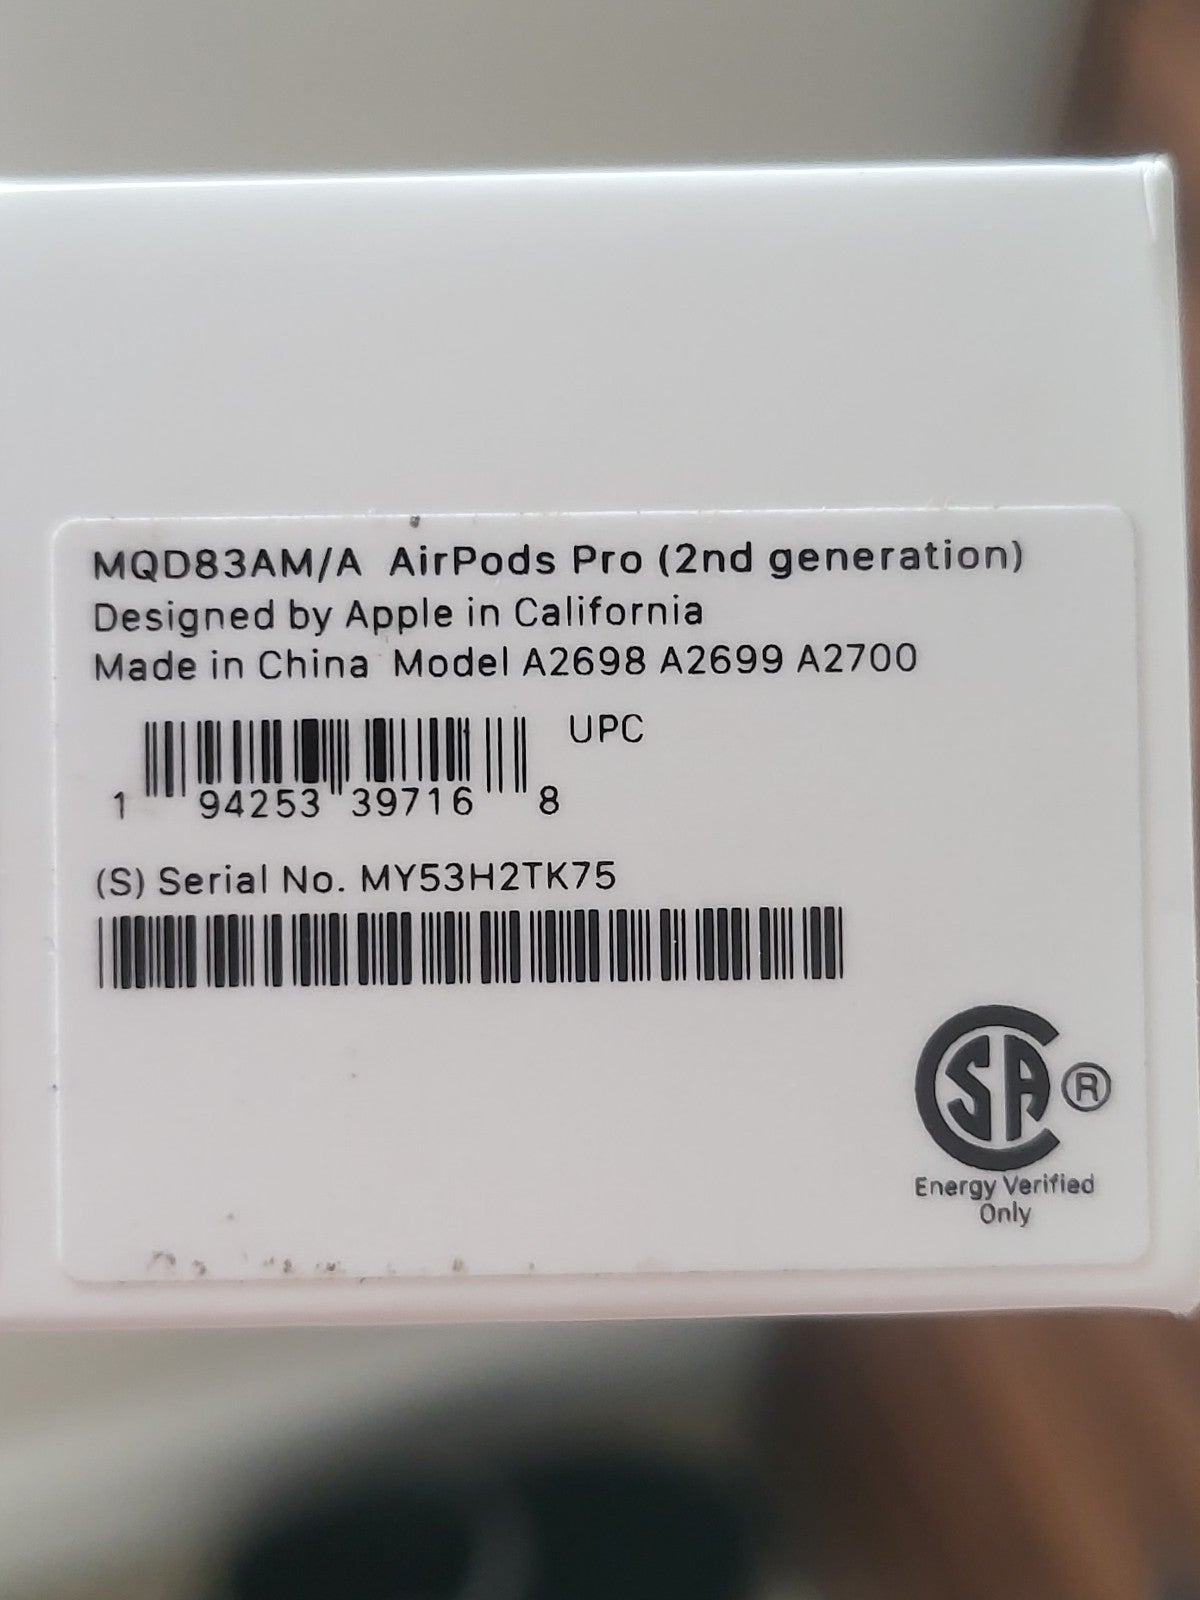 MQD83AM/A AirPods Pro (2nd generation)
Designed by Apple in California
Made in China Model A2698 A2699 A2700
UPC
1 94253 39716 8
(S) Serial No. MY53H2TK75
CSA ®
Energy Verified
Only